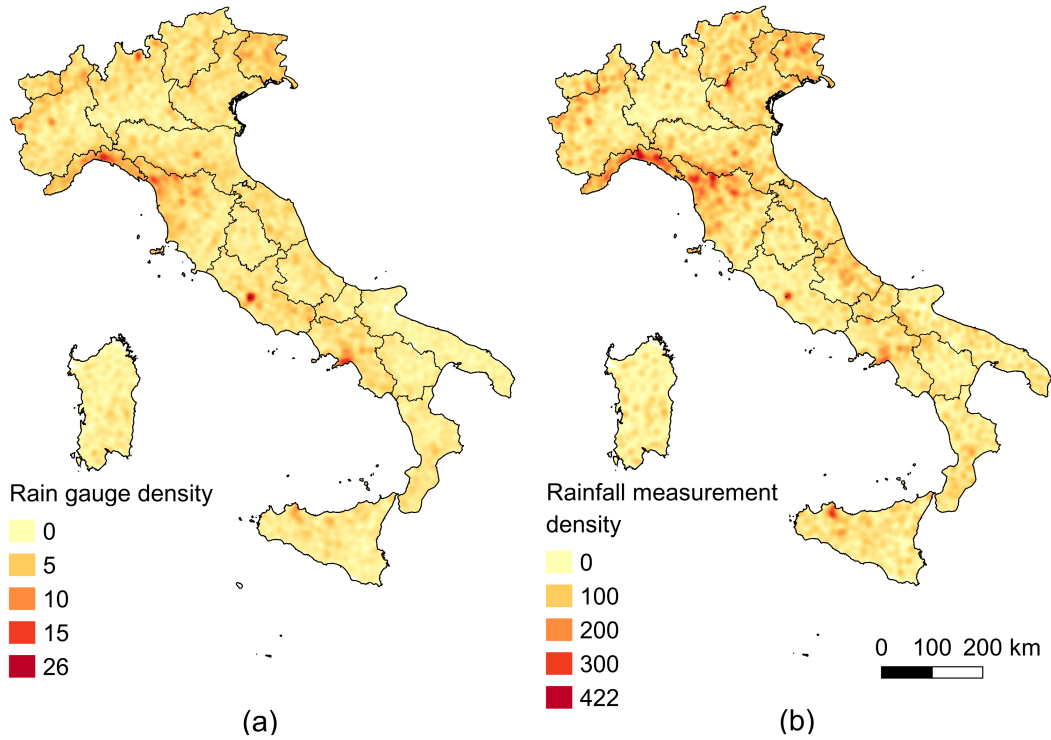 Rain gauge density
0
5
10
15
26
(a)
Rainfall measurement
density
0
100
200
300
422
0 100 200 km
(b)